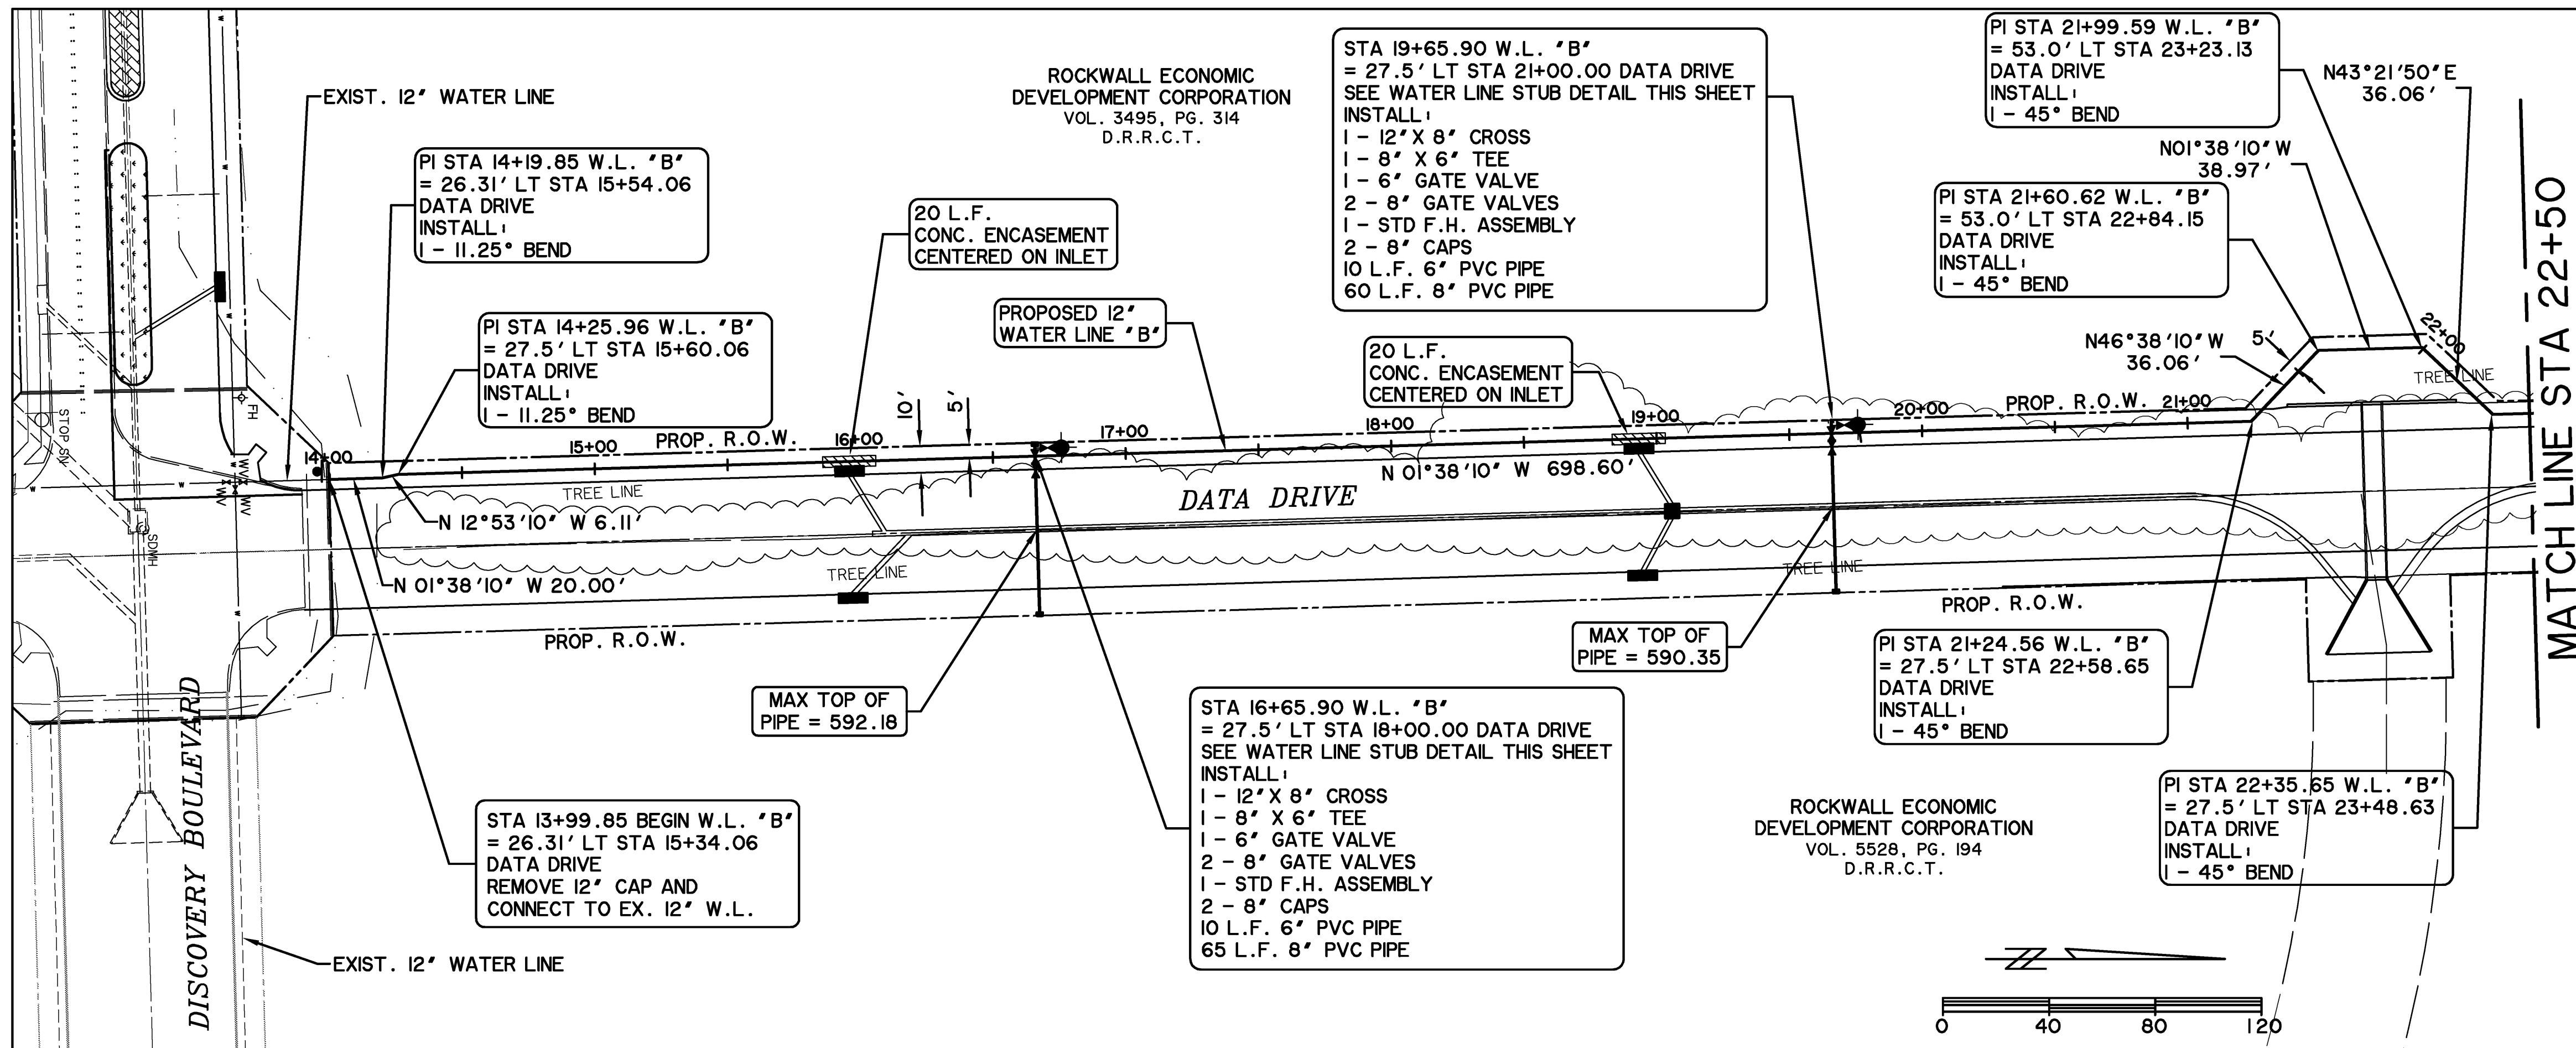 EXIST. 12" WATER LINE
PI STA 14+19.85 W.L. "B"
= 26.31' LT STA 15+54.06
DATA DRIVE
INSTALL:
1 - 11.25° BEND
PI STA 14+25.96 W.L. "B"
= 27.5' LT STA 15+60.06
DATA DRIVE
INSTALL:
1 - 11.25° BEND
20 L.F.
CONC. ENCASEMENT
CENTERED ON INLET
ROCKWALL ECONOMIC
DEVELOPMENT CORPORATION
VOL. 3495, PG. 314
D.R.R.C.T.
PROPOSED 12"
WATER LINE "B"
STA 19+65.90 W.L. "B"
= 27.5' LT STA 21+00.00 DATA DRIVE
SEE WATER LINE STUB DETAIL THIS SHEET
INSTALL:
1 - 12"X 8" CROSS
1 - 8" X 6" TEE
1 - 6" GATE VALVE
2 - 8" GATE VALVES
1 - STD F.H. ASSEMBLY
2 - 8" CAPS
10 L.F. 6" PVC PIPE
60 L.F. 8" PVC PIPE
20 L.F.
CONC. ENCASEMENT
CENTERED ON INLET
PI STA 21+99.59 W.L. "B"
= 53.0' LT STA 23+23.13
DATA DRIVE
INSTALL:
1 - 45° BEND
N43°21'50"E
36.06'
N01°38'10"W
38.97'
PI STA 21+60.62 W.L. "B"
= 53.0' LT STA 22+84.15
DATA DRIVE
INSTALL:
1 - 45° BEND
N46°38'10"W
36.06'
5'
22+00
TREE LINE
MATCH LINE STA 22+50
STOP SN
FH
WV
WV
WV
SDMH
14+00
15+00
PROP. R.O.W.
16+00
10'
5'
17+00
18+00
19+00
20+00
PROP. R.O.W.
21+00
TREE LINE
N 12°53'10" W 6.11'
DATA DRIVE
N 01°38'10" W 698.60'
N 01°38'10" W 20.00'
TREE LINE
TREE LINE
PROP. R.O.W.
PROP. R.O.W.
MAX TOP OF
PIPE = 592.18
MAX TOP OF
PIPE = 590.35
PI STA 21+24.56 W.L. "B"
= 27.5' LT STA 22+58.65
DATA DRIVE
INSTALL:
1 - 45° BEND
STA 16+65.90 W.L. "B"
= 27.5' LT STA 18+00.00 DATA DRIVE
SEE WATER LINE STUB DETAIL THIS SHEET
INSTALL:
1 - 12"X 8" CROSS
1 - 8" X 6" TEE
1 - 6" GATE VALVE
2 - 8" GATE VALVES
1 - STD F.H. ASSEMBLY
2 - 8" CAPS
10 L.F. 6" PVC PIPE
65 L.F. 8" PVC PIPE
STA 13+99.85 BEGIN W.L. "B"
= 26.31' LT STA 15+34.06
DATA DRIVE
REMOVE 12" CAP AND
CONNECT TO EX. 12" W.L.
DISCOVERY BOULEVARD
EXIST. 12" WATER LINE
ROCKWALL ECONOMIC
DEVELOPMENT CORPORATION
VOL. 5528, PG. 194
D.R.R.C.T.
PI STA 22+35.65 W.L. "B"
= 27.5' LT STA 23+48.63
DATA DRIVE
INSTALL:
1 - 45° BEND
0 40 80 120